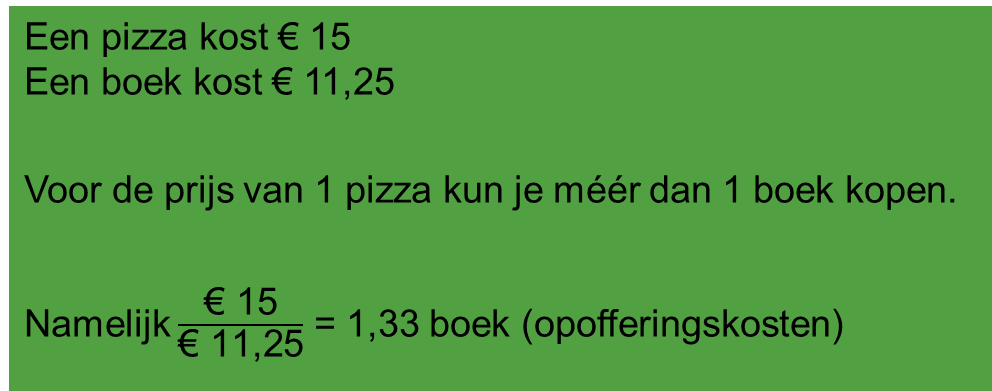 Een pizza kost € 15
Een boek kost € 11,25
Voor de prijs van 1 pizza kun je méér dan 1 boek kopen.
Namelijk € 15 / € 11,25 = 1,33 boek (opofferingskosten)